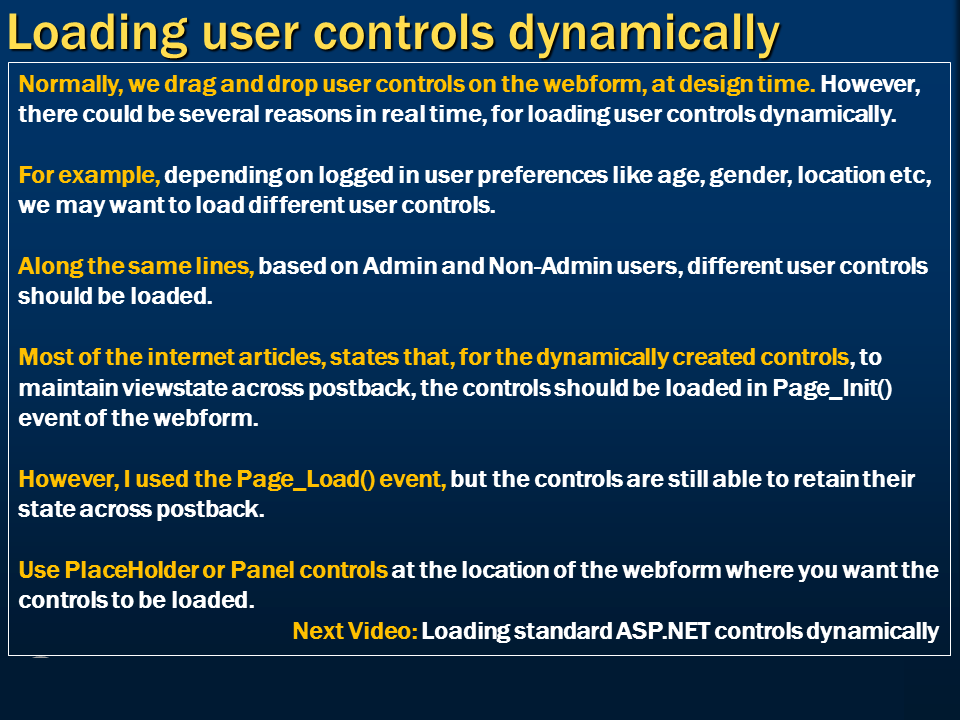 Loading user controls dynamically
Normally, we drag and drop user controls on the webform, at design time. However,
there could be several reasons in real time, for loading user controls dynamically.
For example, depending on logged in user preferences like age, gender, location etc,
we may want to load different user controls.
Along the same lines, based on Admin and Non-Admin users, different user controls
should be loaded.
Most of the internet articles, states that, for the dynamically created controls, to
maintain viewstate across postback, the controls should be loaded in Page_Init()
event of the webform.
However, I used the Page_Load() event, but the controls are still able to retain their
state across postback.
Use PlaceHolder or Panel controls at the location of the webform where you want the
controls to be loaded.
Next Video: Loading standard ASP.NET controls dynamically